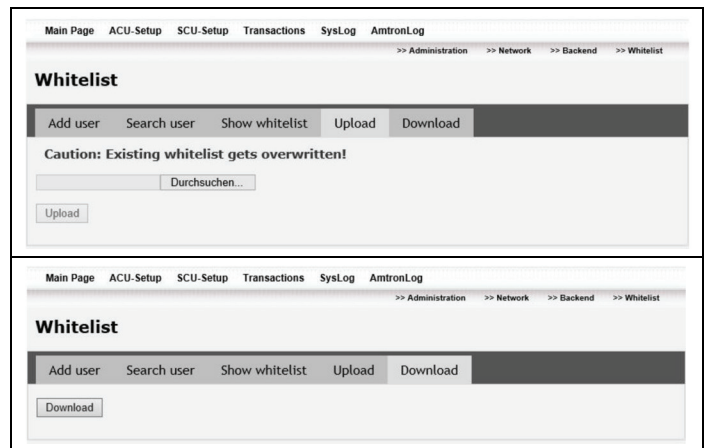 Main Page ACU-Setup SCU-Setup Transactions SysLog AmtronLog
>> Administration >> Network >> Backend >> Whitelist
Whitelist
Add user Search user Show whitelist Upload Download
Caution: Existing whitelist gets overwritten!
Durchsuchen...
Upload
Main Page ACU-Setup SCU-Setup Transactions SysLog AmtronLog
>> Administration >> Network >> Backend >> Whitelist
Whitelist
Add user Search user Show whitelist Upload Download
Download